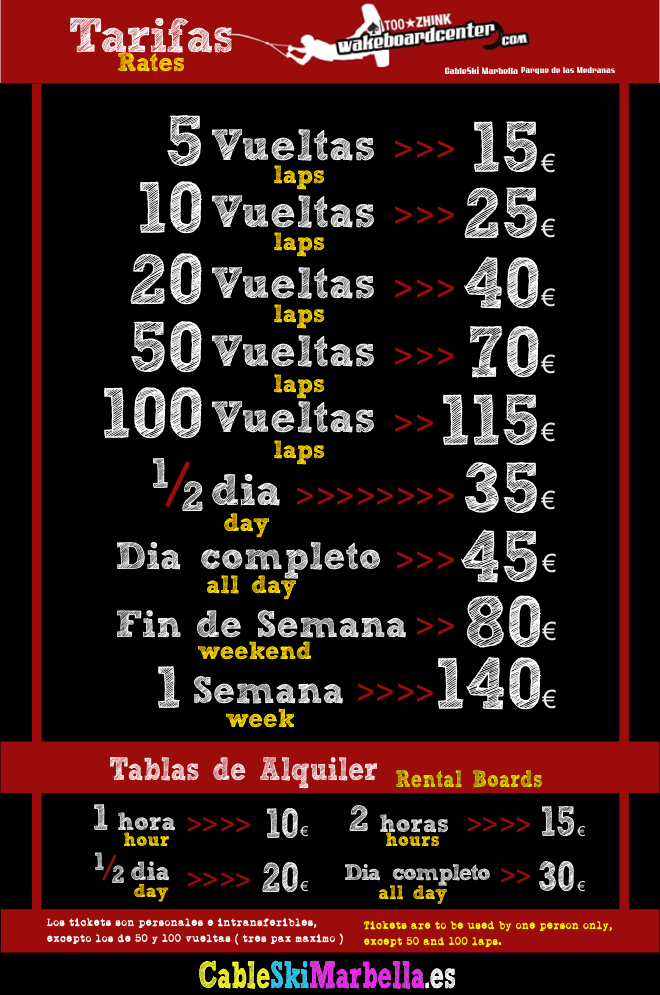 Tarifas
Rates
TOO★ZHINK
wakeboardcenter.com
CableSki Marbella Parque de las Medranas
5 Vueltas >>> 15€
laps
10 Vueltas >>> 25€
laps
20 Vueltas >>> 40€
laps
50 Vueltas >>> 70€
laps
100 Vueltas >> 115€
laps
1/2 dia >>>>>>>> 35€
day
Dia completo >>> 45€
all day
Fin de Semana >> 80€
weekend
1 Semana >>>> 140€
week
Tablas de Alquiler Rental Boards
1 hora >>>> 10€ 2 horas >>>> 15€
hour hours
1/2 dia >>>> 20€ Dia completo >> 30€
day all day
Los tickets son personales e intransferibles,
excepto los de 50 y 100 vueltas ( tres pax maximo )
Tickets are to be used by one person only,
except 50 and 100 laps.
CableSkiMarbella.es